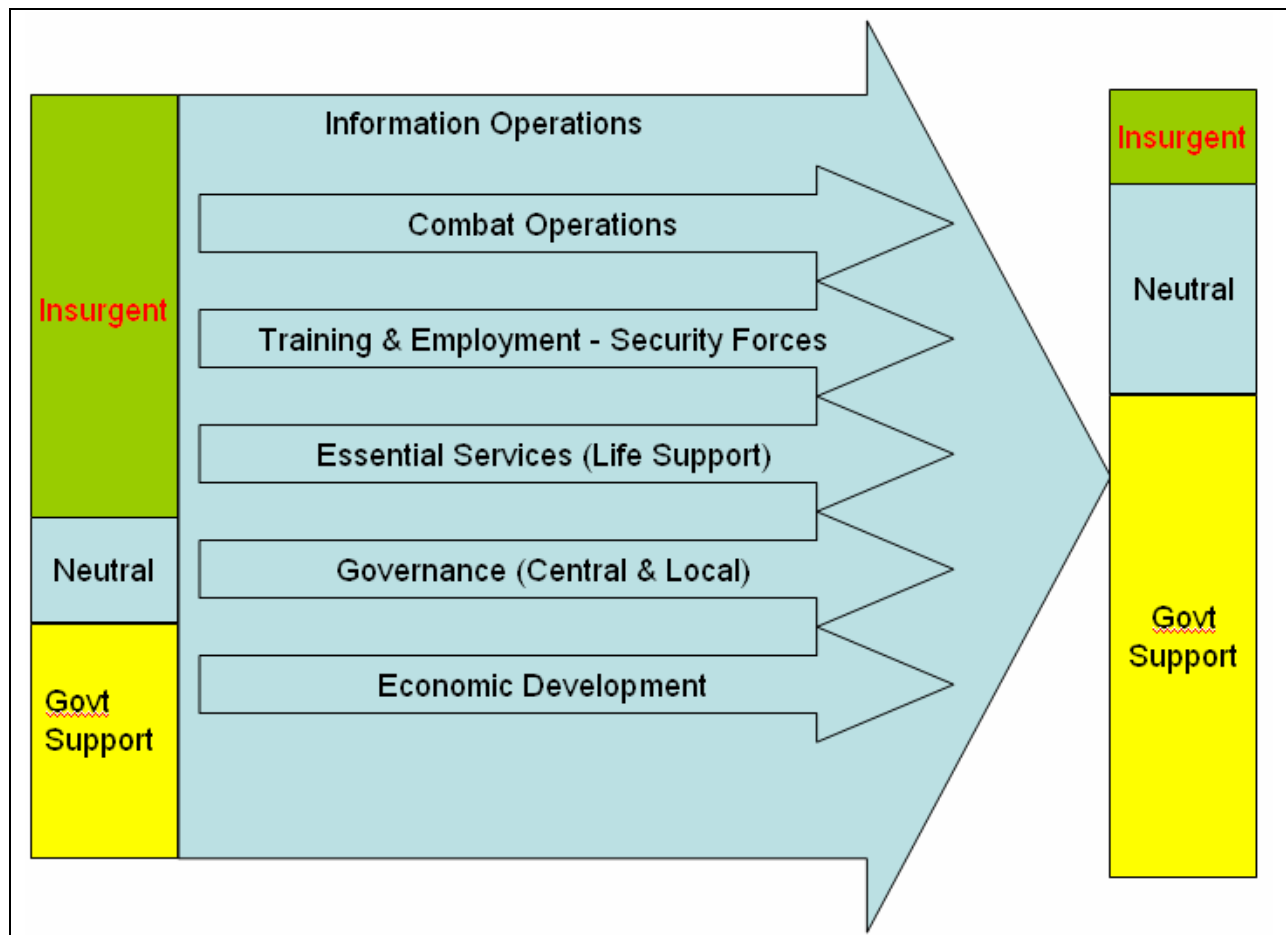 Information Operations
Insurgent
Combat Operations
Neutral
Insurgent
Training & Employment - Security Forces
Essential Services (Life Support)
Neutral
Governance (Central & Local)
Govt
Support
Economic Development
Govt
Support